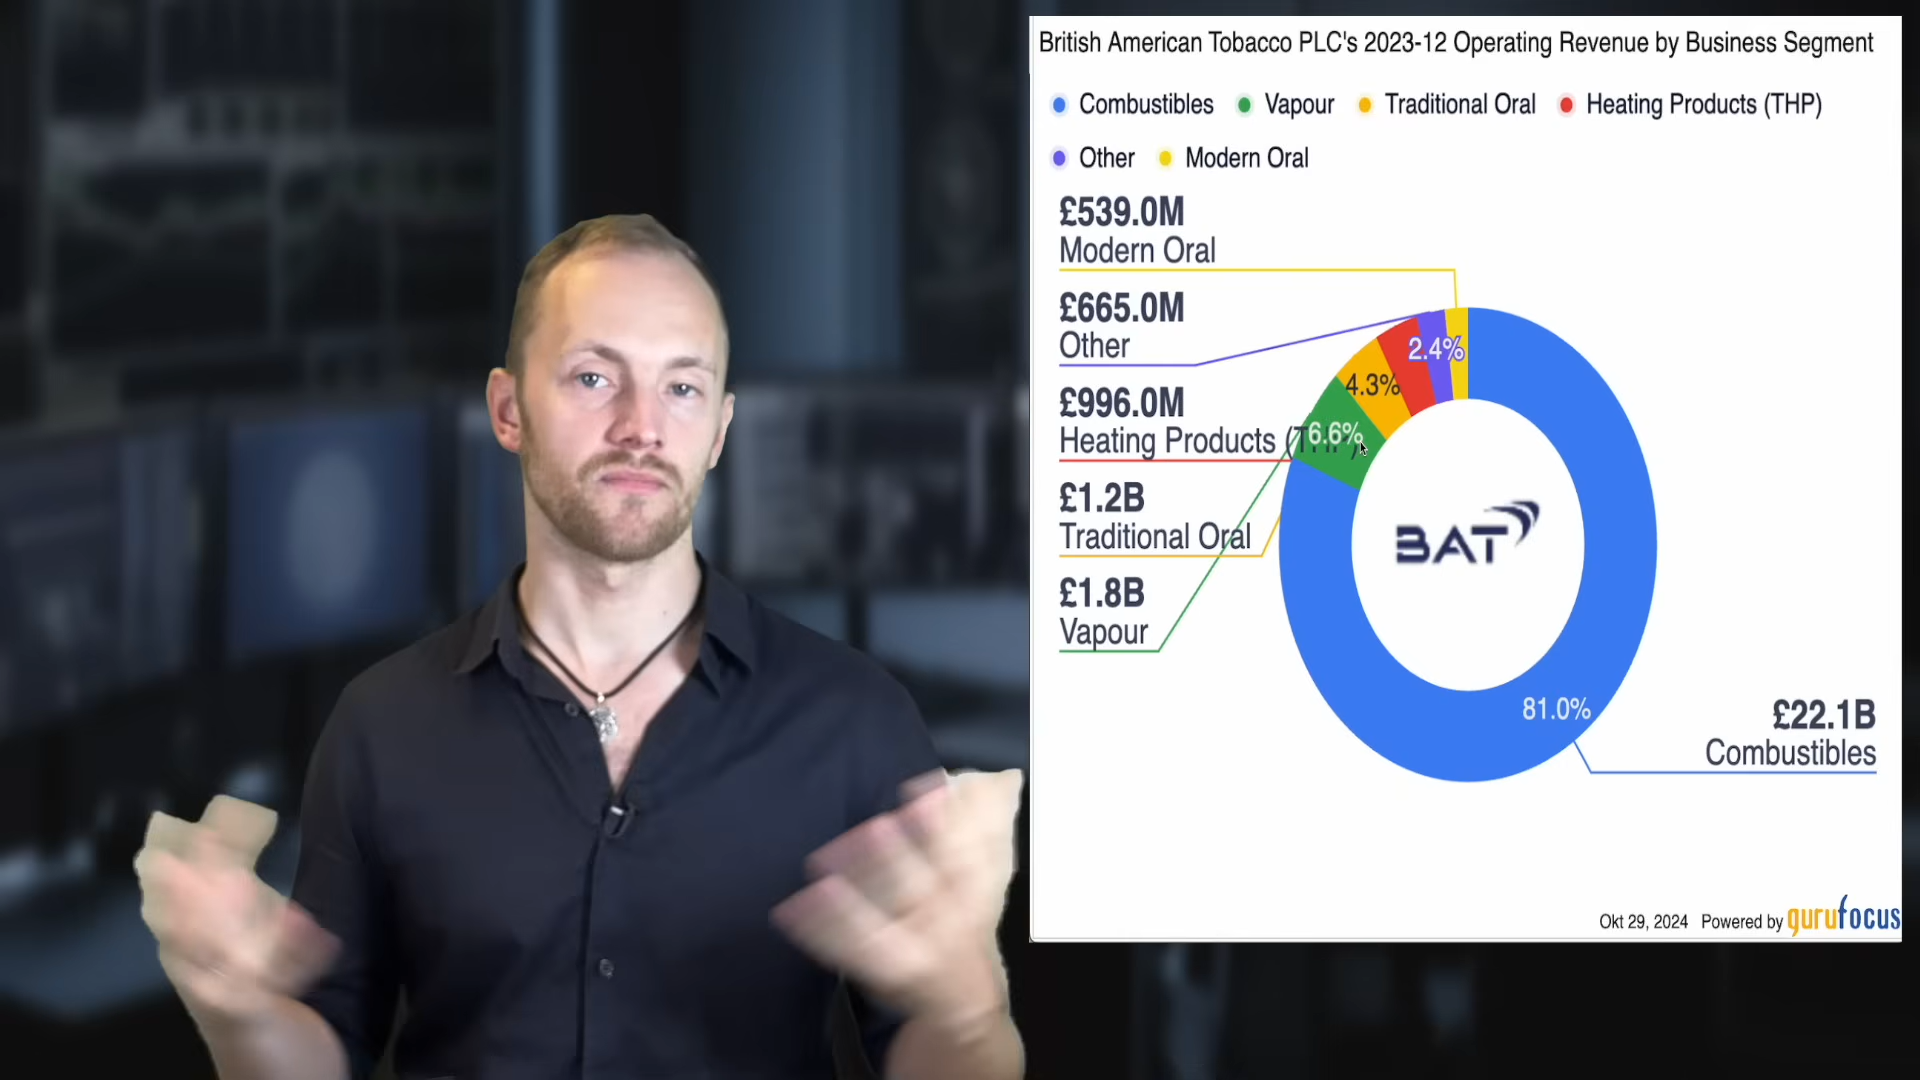 British American Tobacco PLC's 2023-12 Operating Revenue by Business Segment
Combustibles Vapour Traditional Oral Heating Products (THP)
Other Modern Oral
£539.0M
Modern Oral
£665.0M
Other
£996.0M
Heating Products (THP)
£1.2B
Traditional Oral
£1.8B
Vapour
2.4%
4.3%
6.6%
BAT
81.0%
£22.1B
Combustibles
Okt 29, 2024 Powered by gurufocus